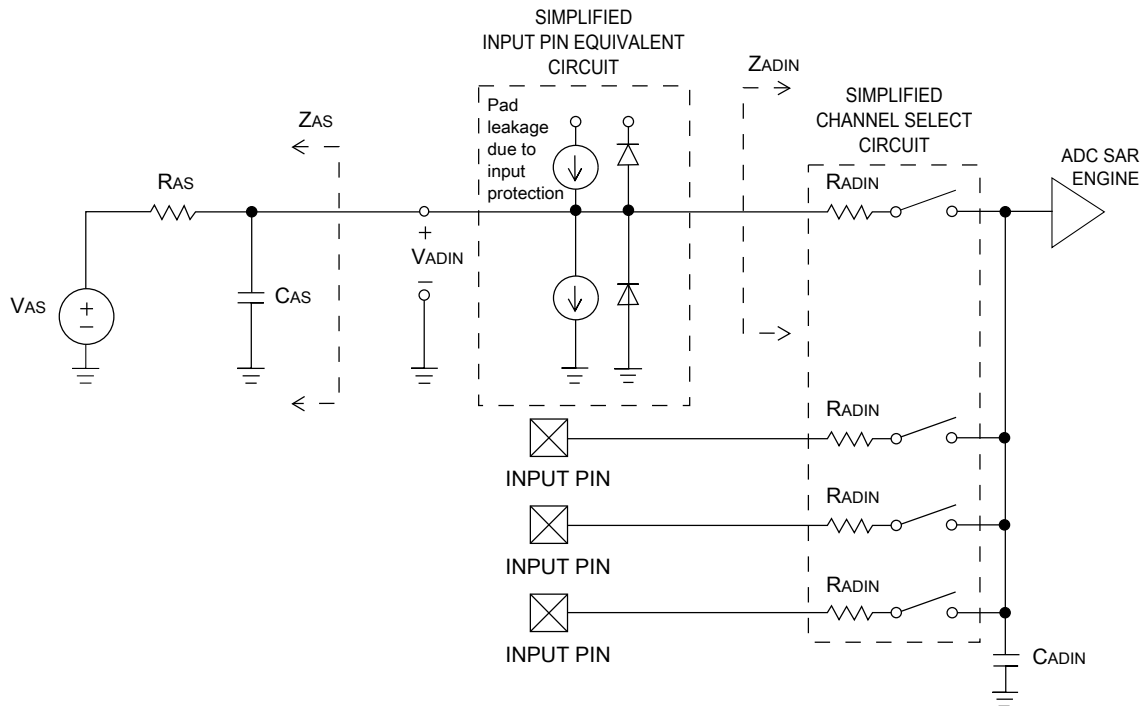 SIMPLIFIED
INPUT PIN EQUIVALENT
CIRCUIT
ZADIN
SIMPLIFIED
CHANNEL SELECT
CIRCUIT
Pad
leakage
due to
input
protection
ZAS
RAS
RADIN
ADC SAR
ENGINE
+
VADIN
–
CAS
VAS
+
–
RADIN
INPUT PIN
RADIN
INPUT PIN
RADIN
INPUT PIN
CADIN